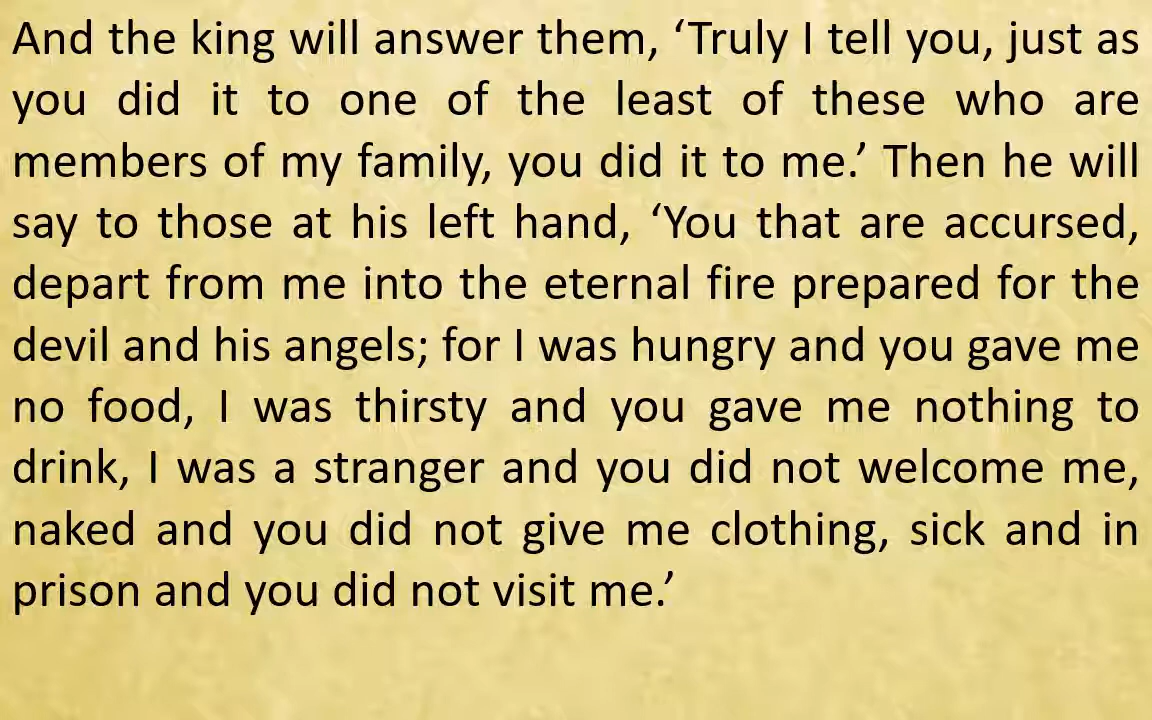 And the king will answer them, ‘Truly I tell you, just as
you did it to one of the least of these who are
members of my family, you did it to me.’ Then he will
say to those at his left hand, ‘You that are accursed,
depart from me into the eternal fire prepared for the
devil and his angels; for I was hungry and you gave me
no food, I was thirsty and you gave me nothing to
drink, I was a stranger and you did not welcome me,
naked and you did not give me clothing, sick and in
prison and you did not visit me.’